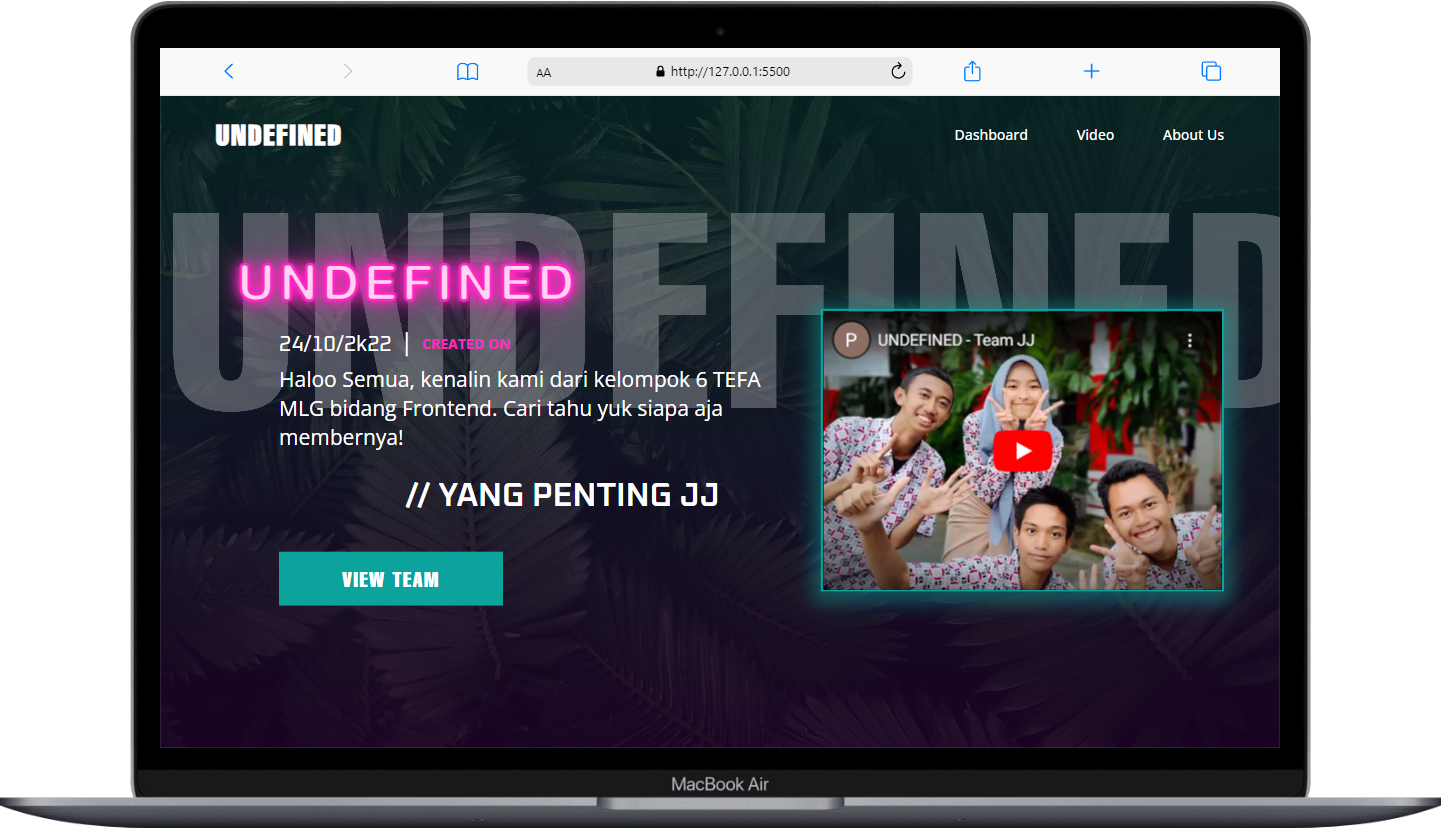 AA
http://127.0.0.1:5500
UNDEFINED
Dashboard
Video
About Us
UNDEFINED
UNDEFINED
24/10/2k22 | CREATED ON
Haloo Semua, kenalin kami dari kelompok 6 TEFA
MLG bidang Frontend. Cari tahu yuk siapa aja
membernya!
// YANG PENTING JJ
VIEW TEAM
P
UNDEFINED - Team JJ
MacBook Air